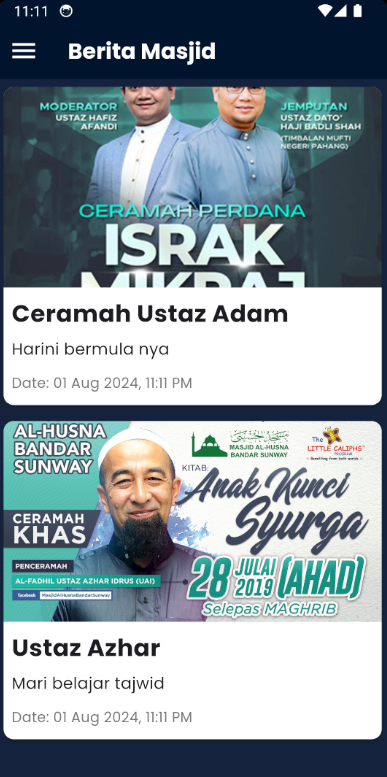 11:11
Berita Masjid
MODERATOR
USTAZ HAFIZ
AFANDI
JEMPUTAN
USTAZ DATO'
HAJI BADLI SHAH
(TIMBALAN MUFTI
NEGERI PAHANG)
CERAMAH PERDANA
ISRAK
MIKRAJ
Ceramah Ustaz Adam
Harini bermula nya
Date: 01 Aug 2024, 11:11 PM
AL-HUSNA
BANDAR
SUNWAY
CERAMAH
KHAS
PENCERAMAH
AL-FADHIL USTAZ AZHAR IDRUS (UAI)
facebook MasjidAlHusnaBandarSunway
MASJID AL-HUSNA
BANDAR SUNWAY
The
LITTLE CALIPHS
PROGRAM
KITAB:
Anak Kunci
Syurga
28 JULAI
2019 (AHAD)
Selepas MAGHRIB
Ustaz Azhar
Mari belajar tajwid
Date: 01 Aug 2024, 11:11 PM